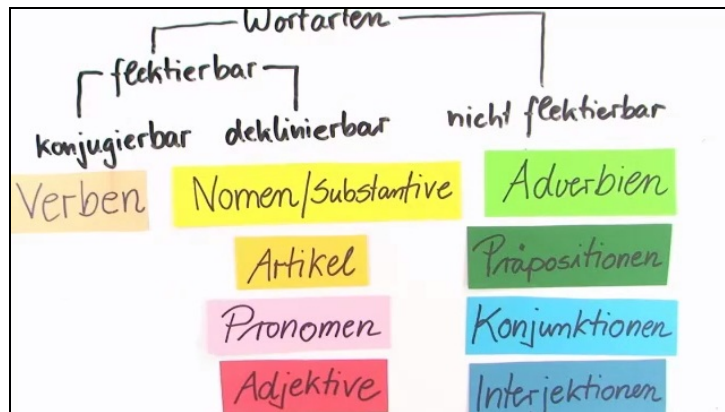 Wortarten
flektierbar
konjugierbar deklinierbar nicht flektierbar
Verben Nomen/Substantive Adverbien
Artikel Präpositionen
Pronomen Konjunktionen
Adjektive Interjektionen